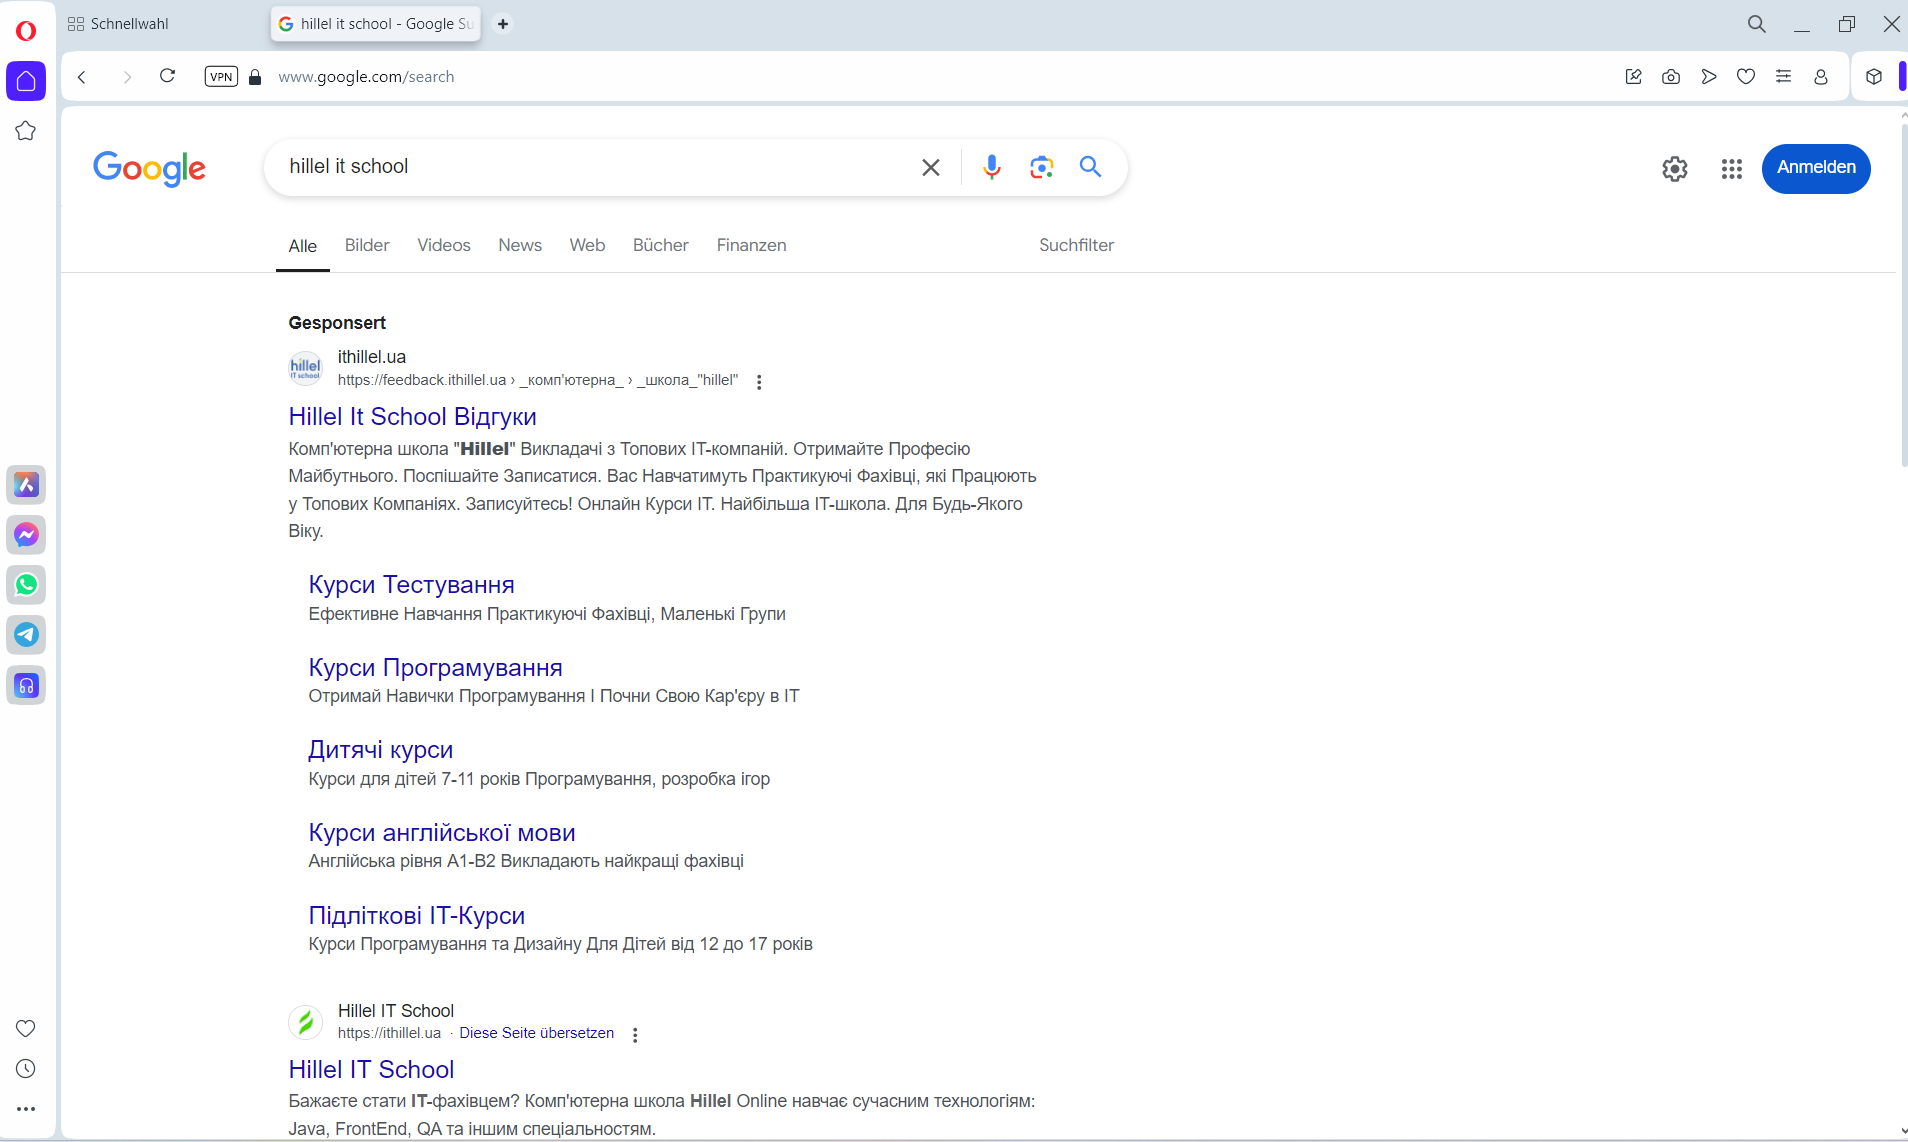 Schnellwahl
hillel it school - Google Su
VPN
www.google.com/search
Google
hillel it school
Anmelden
Alle Bilder Videos News Web Bücher Finanzen Suchfilter
Gesponsert
hillel
IT school
ithillel.ua
https://feedback.ithillel.ua › _комп'ютерна_ › _школа_"hillel"
Hillel It School Відгуки
Комп'ютерна школа "Hillel" Викладачі з Топових ІТ-компаній. Отримайте Професію
Майбутнього. Поспішайте Записатися. Вас Навчатимуть Практикуючі Фахівці, які Працюють
у Топових Компаніях. Записуйтесь! Онлайн Курси ІТ. Найбільша ІТ-школа. Для Будь-Якого
Віку.
Курси Тестування
Ефективне Навчання Практикуючі Фахівці, Маленькі Групи
Курси Програмування
Отримай Навички Програмування І Почни Свою Кар'єру в ІТ
Дитячі курси
Курси для дітей 7-11 років Програмування, розробка ігор
Курси англійської мови
Англійська рівня А1-В2 Викладають найкращі фахівці
Підліткові ІТ-Курси
Курси Програмування та Дизайну Для Дітей від 12 до 17 років
Hillel IT School
https://ithillel.ua · Diese Seite übersetzen
Hillel IT School
Бажаєте стати ІТ-фахівцем? Комп'ютерна школа Hillel Online навчає сучасним технологіям:
Java, FrontEnd, QA та іншим спеціальностям.